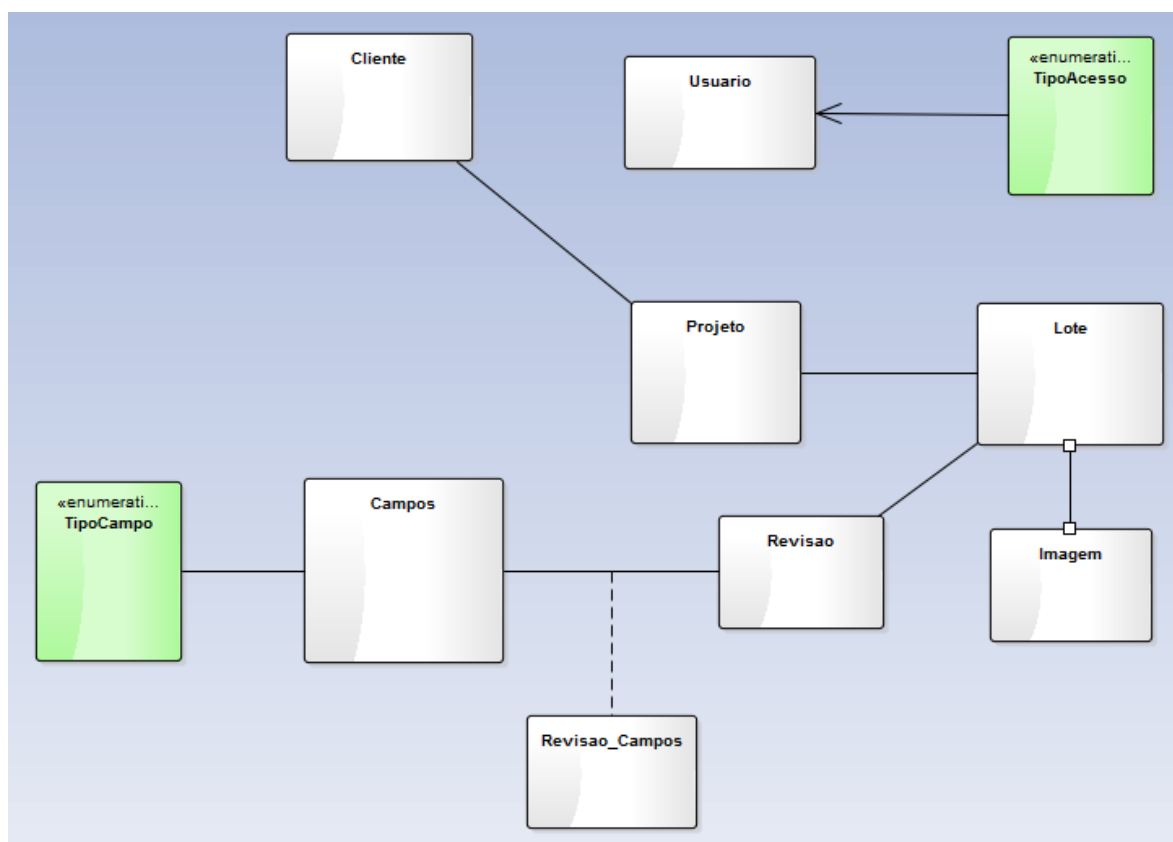 Cliente
Usuario
«enumerati...
TipoAcesso
Projeto
Lote
«enumerati...
TipoCampo
Campos
Revisao
Imagem
Revisao_Campos